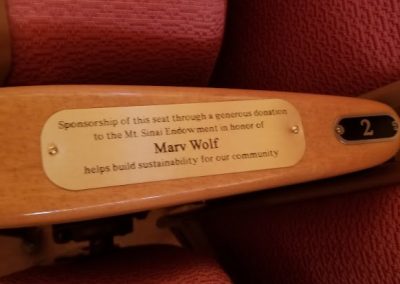 Sponsorship of this seat through a generous donation
to the Mt. Sinai Endowment in honor of
Marv Wolf
helps build sustainability for our community
2